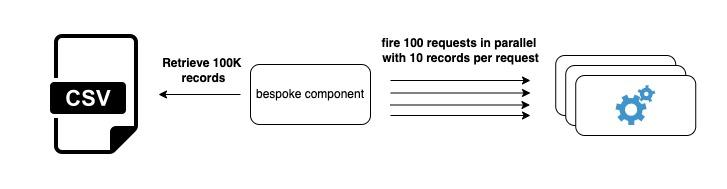 fire 100 requests in parallel
with 10 records per request
Retrieve 100K
records
CSV
bespoke component